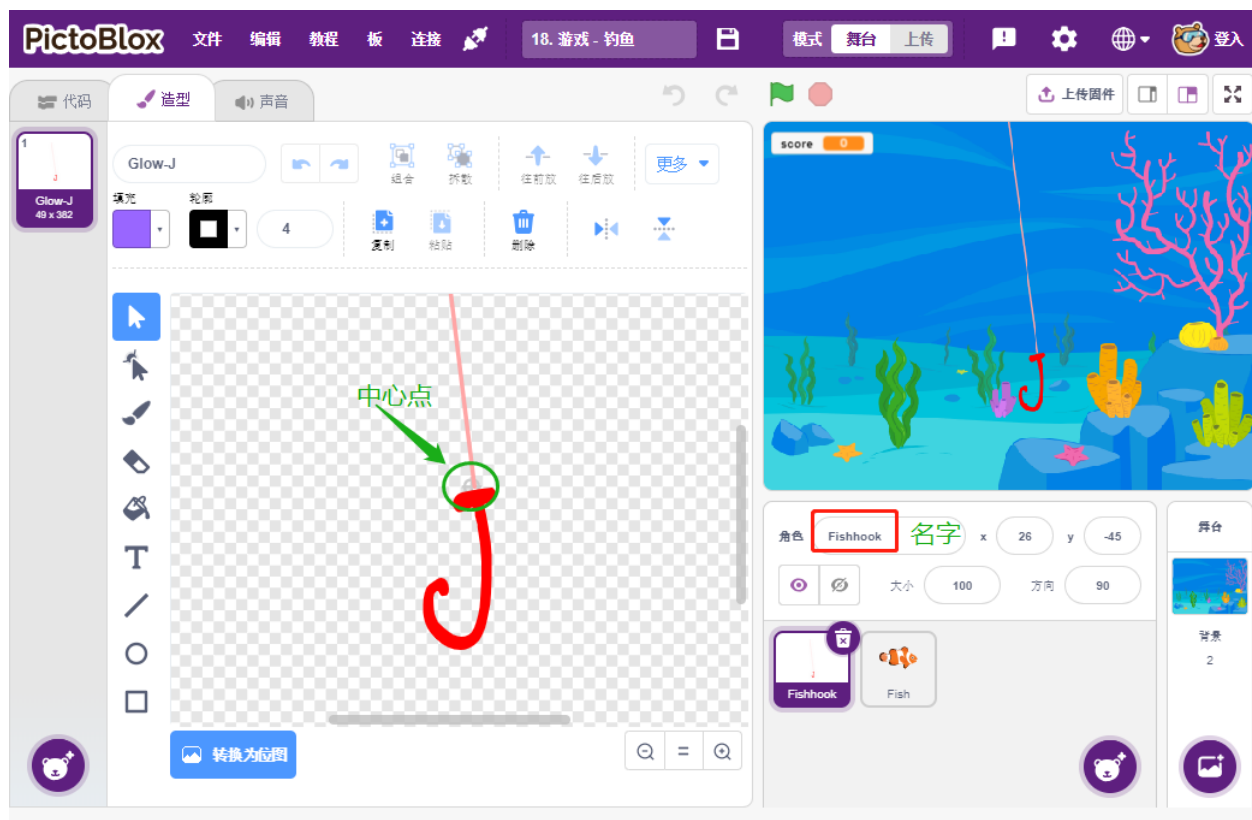 PictoBlox 文件 编辑 教程 板 连接 18. 游戏 - 钓鱼 模式 舞台 上传 登入
代码 造型 声音 上传固件
1
Glow-J
49 x 382
Glow-J 组合 拆散 往前放 往后放 更多
填充 轮廓
4 复制 粘贴 删除
中心点
转换为位图
score 0
角色 Fishhook 名字 x 26 y -45
大小 100 方向 90
Fishhook Fish
舞台
背景
2